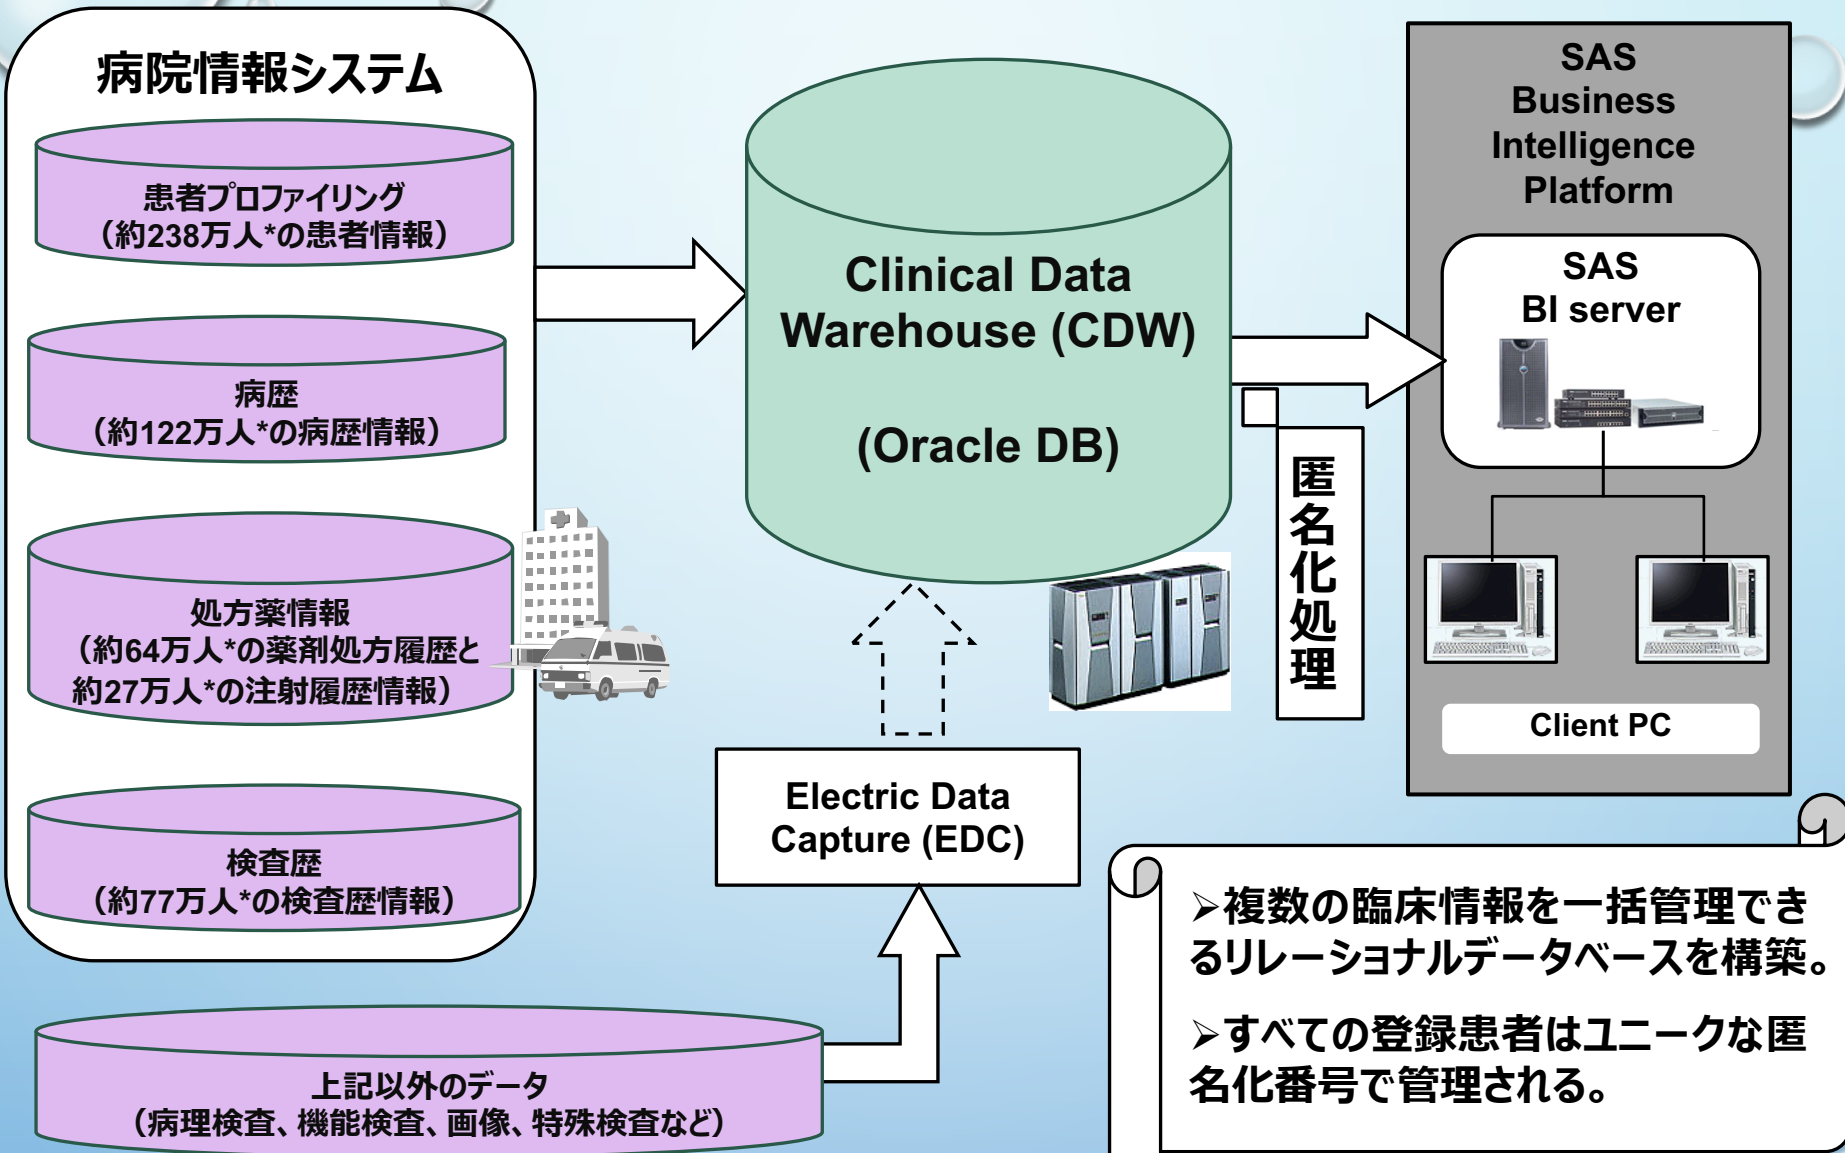 病院情報システム
患者プロファイリング
（約238万人*の患者情報）
病歴
（約122万人*の病歴情報）
処方薬情報
（約64万人*の薬剤処方履歴と
約27万人*の注射履歴情報）
検査歴
（約77万人*の検査歴情報）
上記以外のデータ
（病理検査、機能検査、画像、特殊検査など）
Clinical Data
Warehouse (CDW)
(Oracle DB)
Electric Data
Capture (EDC)
匿名化処理
SAS
Business
Intelligence
Platform
SAS
BI server
Client PC
➢複数の臨床情報を一括管理でき
るリレーショナルデータベースを構築。
➢すべての登録患者はユニークな匿
名化番号で管理される。